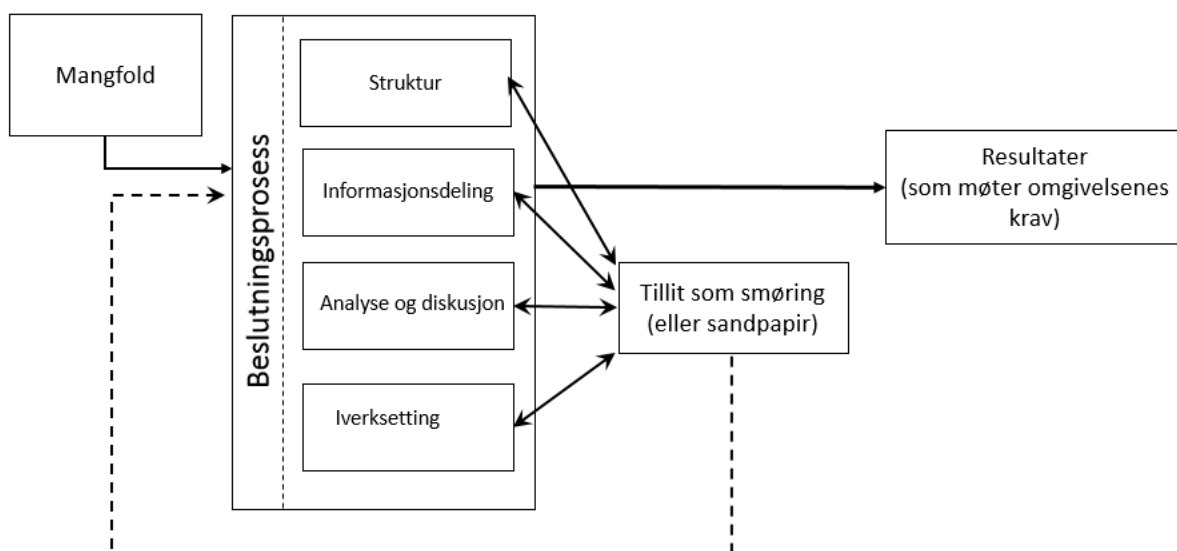 Mangfold
Beslutningsprosess
Struktur
Informasjonsdeling
Analyse og diskusjon
Iverksetting
Tillit som smøring
(eller sandpapir)
Resultater
(som møter omgivelsenes
krav)